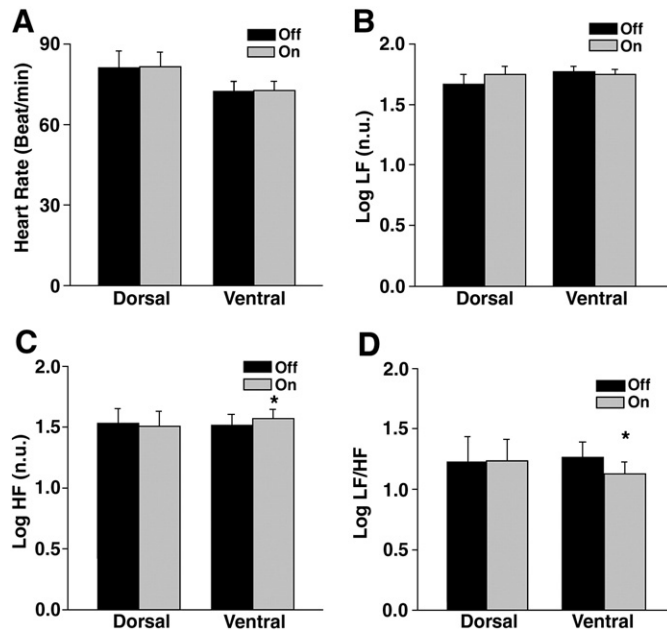 A
Off
On
Heart Rate (Beat/min)
90
60
30
0
Dorsal
Ventral
B
Off
On
Log LF (n.u.)
2.0
1.5
1.0
0.5
0.0
Dorsal
Ventral
C
Off
On
Log HF (n.u.)
2.0
1.5
1.0
0.5
0.0
*
Dorsal
Ventral
D
Off
On
Log LF/HF
2.0
1.5
1.0
0.5
0.0
*
Dorsal
Ventral